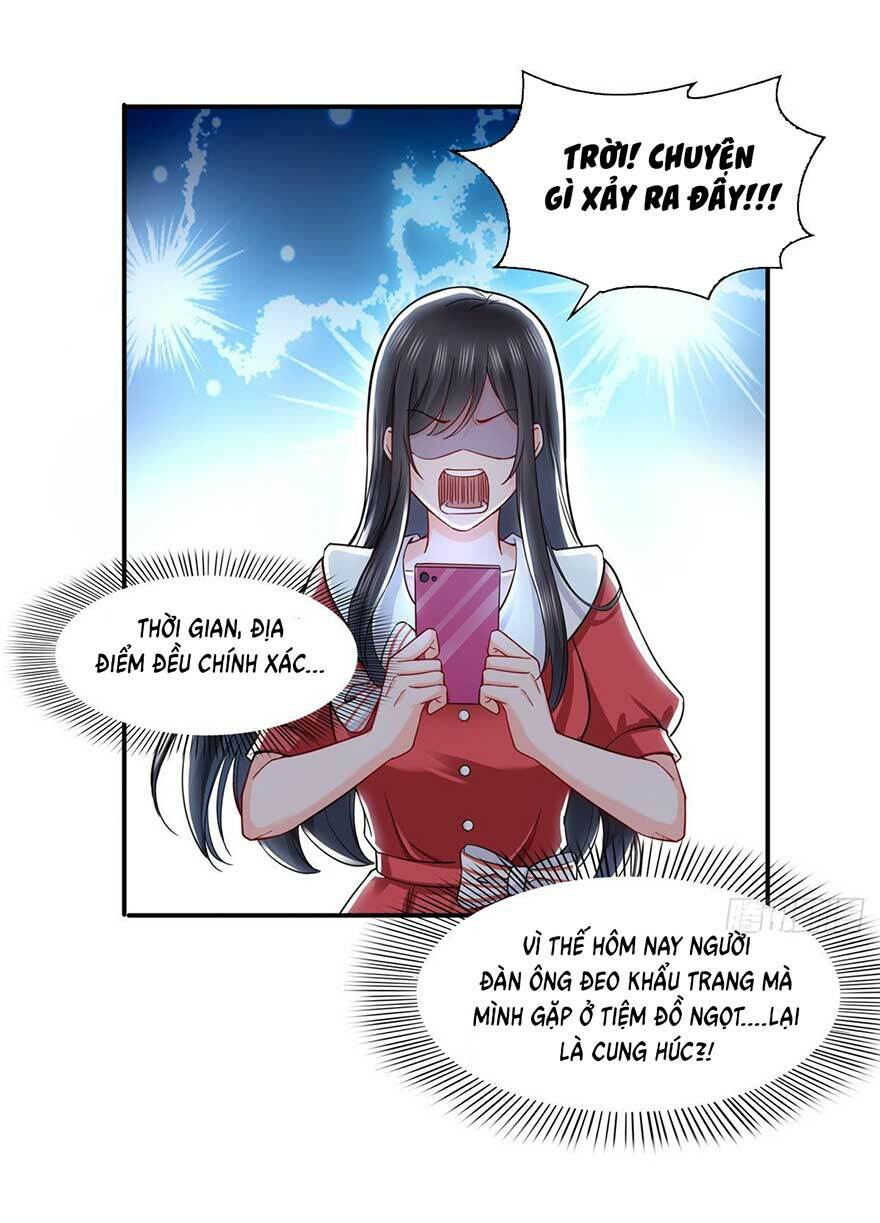 TRỜI! CHUYỆN
GÌ XẢY RA ĐÂY!!!
THỜI GIAN, ĐỊA
ĐIỂM ĐỀU CHÍNH XÁC...
VÌ THẾ HÔM NAY NGƯỜI
ĐÀN ÔNG ĐEO KHẨU TRANG MÀ
MÌNH GẶP Ở TIỆM ĐỒ NGỌT....LẠI
LÀ CUNG HÚC?!